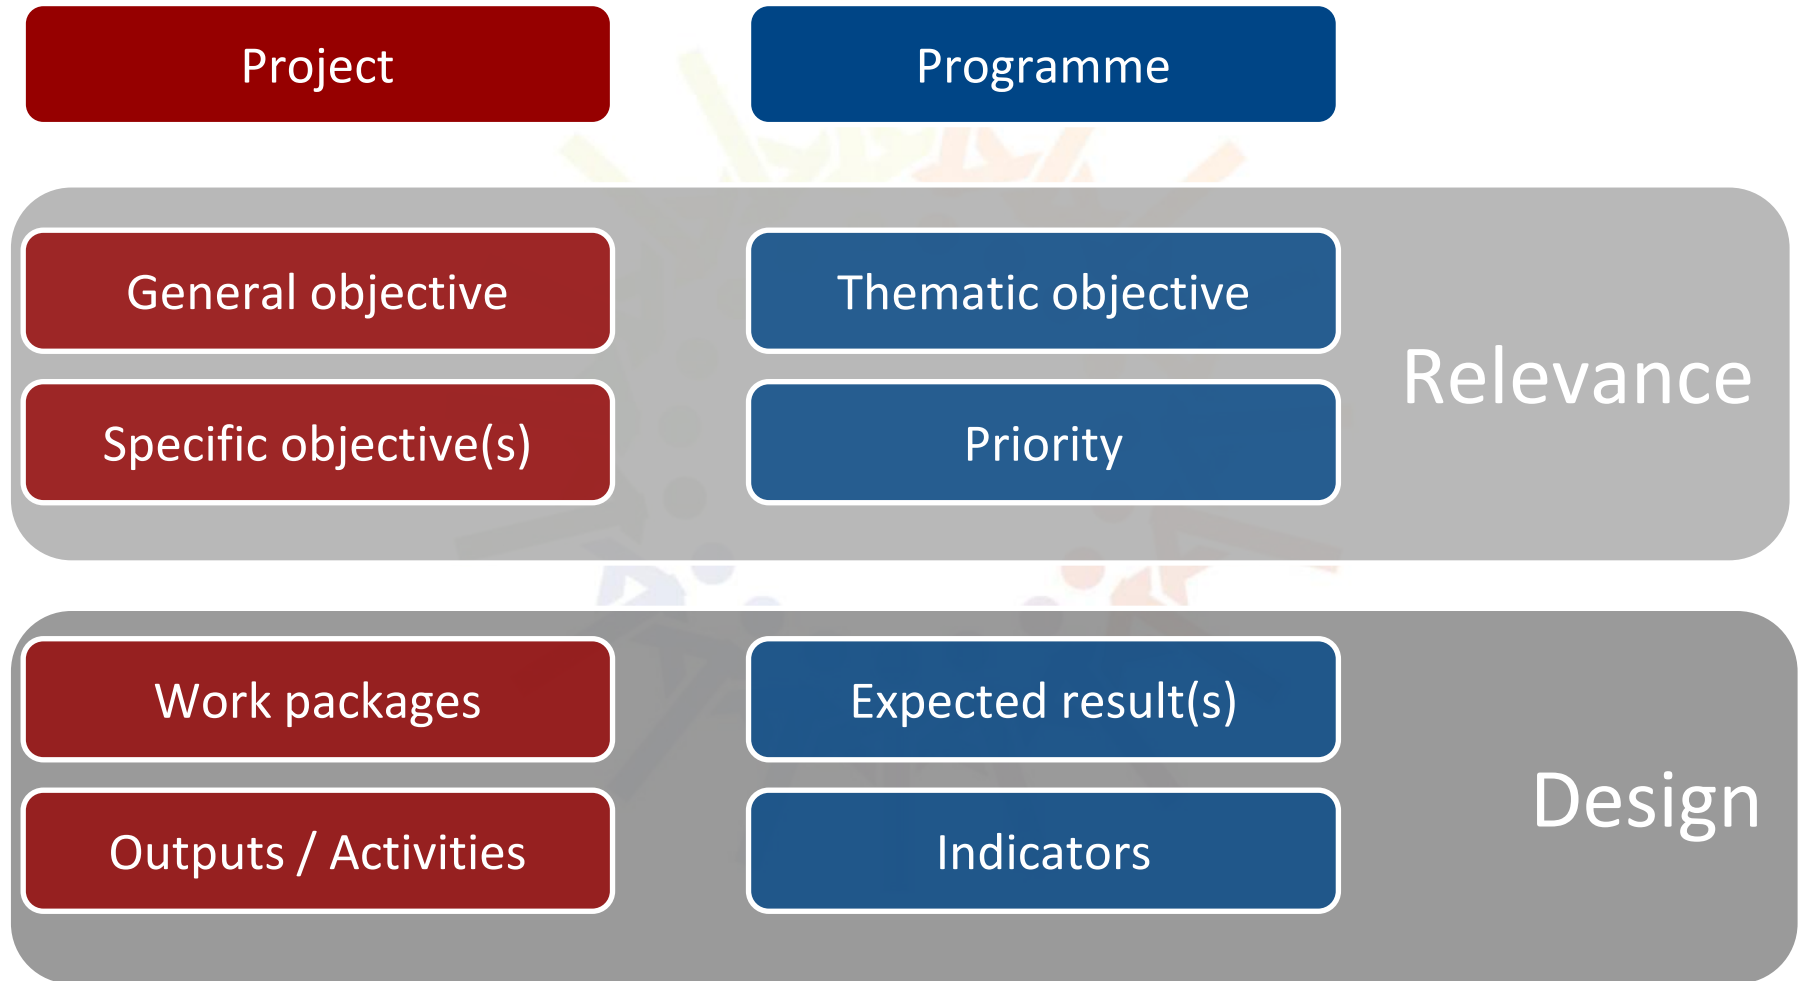 Project
Programme
General objective
Thematic objective
Specific objective(s)
Priority
Relevance
Work packages
Expected result(s)
Outputs / Activities
Indicators
Design